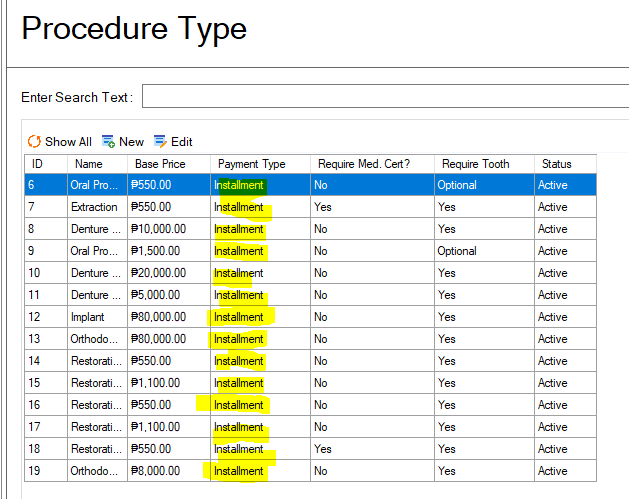 Procedure Type
Enter Search Text :
Show All New Edit
ID Name Base Price Payment Type Require Med. Cert? Require Tooth Status
6 Oral Pro... ₱550.00 Installment No Optional Active
7 Extraction ₱550.00 Installment Yes Yes Active
8 Denture ... ₱10,000.00 Installment No Yes Active
9 Oral Pro... ₱1,500.00 Installment No Optional Active
10 Denture ... ₱20,000.00 Installment No Yes Active
11 Denture ... ₱5,000.00 Installment No Yes Active
12 Implant ₱80,000.00 Installment No Yes Active
13 Orthodo... ₱80,000.00 Installment No Yes Active
14 Restorati... ₱550.00 Installment No Yes Active
15 Restorati... ₱1,100.00 Installment No Yes Active
16 Restorati... ₱550.00 Installment No Yes Active
17 Restorati... ₱1,100.00 Installment No Yes Active
18 Restorati... ₱550.00 Installment Yes Yes Active
19 Orthodo... ₱8,000.00 Installment No Yes Active